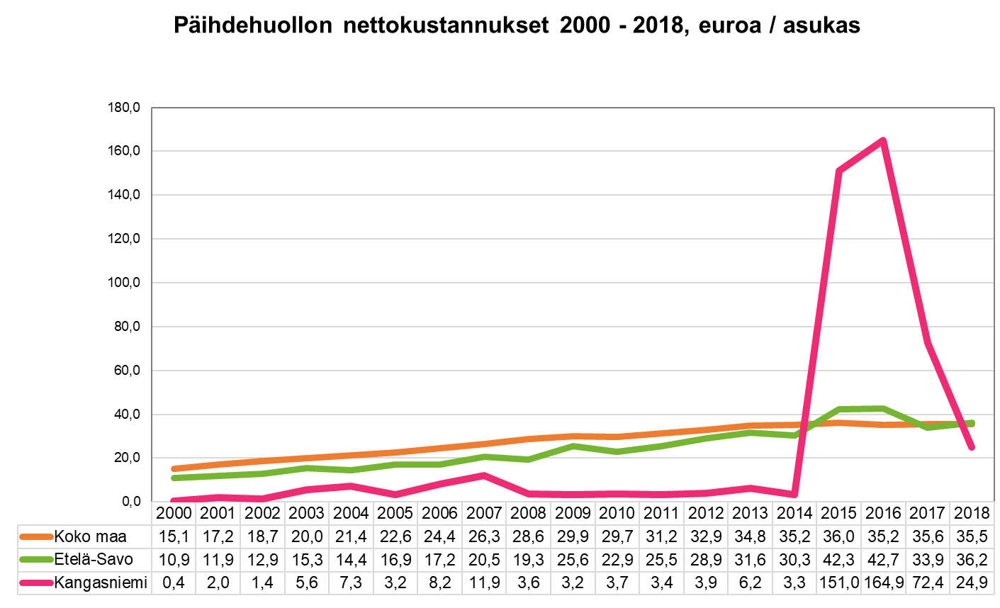 Päihdehuollon nettokustannukset 2000 - 2018, euroa / asukas
180,0
160,0
140,0
120,0
100,0
80,0
60,0
40,0
20,0
0,0
2000 2001 2002 2003 2004 2005 2006 2007 2008 2009 2010 2011 2012 2013 2014 2015 2016 2017 2018
Koko maa 15,1 17,2 18,7 20,0 21,4 22,6 24,4 26,3 28,6 29,9 29,7 31,2 32,9 34,8 35,2 36,0 35,2 35,6 35,5
Etelä-Savo 10,9 11,9 12,9 15,3 14,4 16,9 17,2 20,5 19,3 25,6 22,9 25,5 28,9 31,6 30,3 42,3 42,7 33,9 36,2
Kangasniemi 0,4 2,0 1,4 5,6 7,3 3,2 8,2 11,9 3,6 3,2 3,7 3,4 3,9 6,2 3,3 151,0 164,9 72,4 24,9